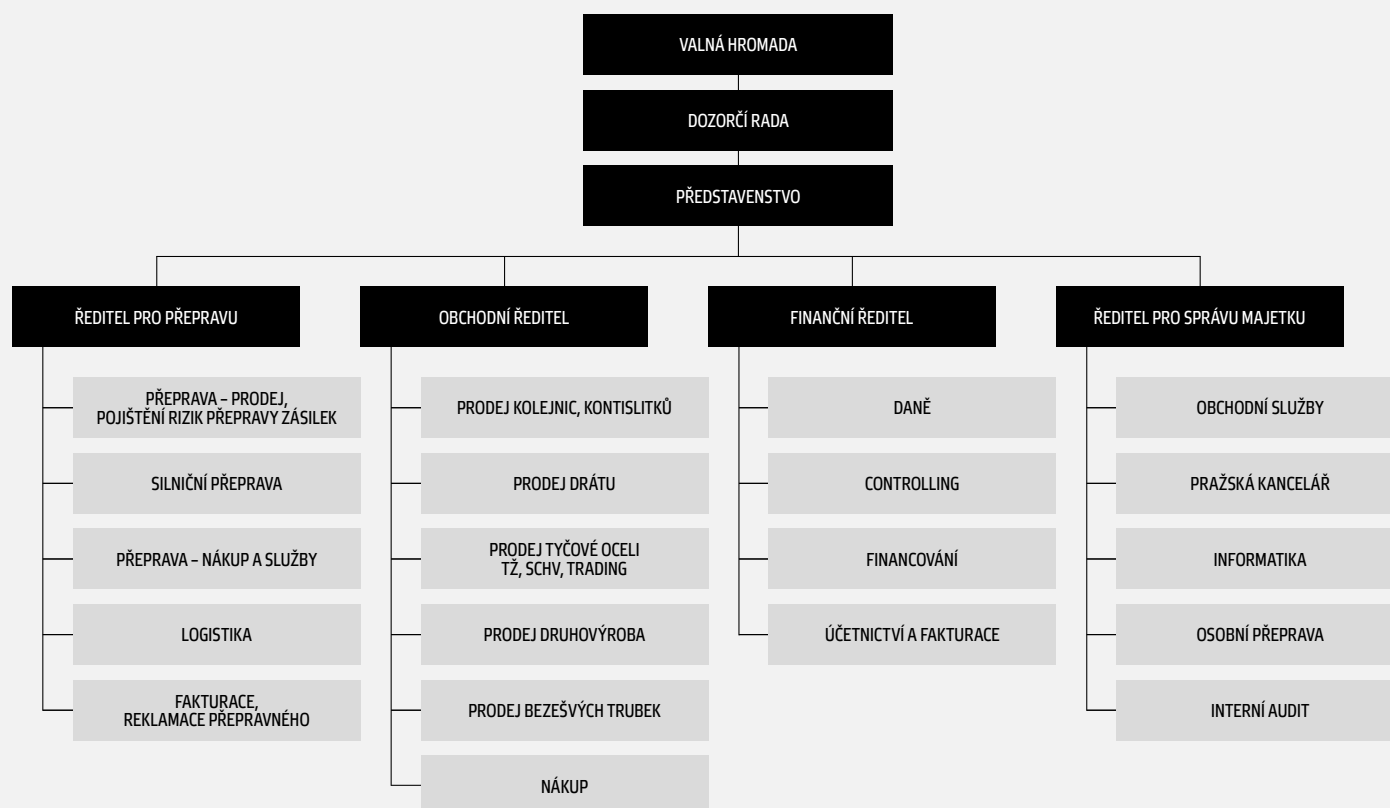 VALNÁ HROMADA
DOZORČÍ RADA
PŘEDSTAVENSTVO
ŘEDITEL PRO PŘEPRAVU
PŘEPRAVA – PRODEJ,
POJIŠTĚNÍ RIZIK PŘEPRAVY ZÁSILEK
SILNIČNÍ PŘEPRAVA
PŘEPRAVA – NÁKUP A SLUŽBY
LOGISTIKA
FAKTURACE,
REKLAMACE PŘEPRAVNÉHO
OBCHODNÍ ŘEDITEL
PRODEJ KOLEJNIC, KONTISLITKŮ
PRODEJ DRÁTU
PRODEJ TYČOVÉ OCELI
TŽ, SCHV, TRADING
PRODEJ DRUHOVÝROBA
PRODEJ BEZEŠVÝCH TRUBEK
NÁKUP
FINANČNÍ ŘEDITEL
DANĚ
CONTROLLING
FINANCOVÁNÍ
ÚČETNICTVÍ A FAKTURACE
ŘEDITEL PRO SPRÁVU MAJETKU
OBCHODNÍ SLUŽBY
PRAŽSKÁ KANCELÁŘ
INFORMATIKA
OSOBNÍ PŘEPRAVA
INTERNÍ AUDIT